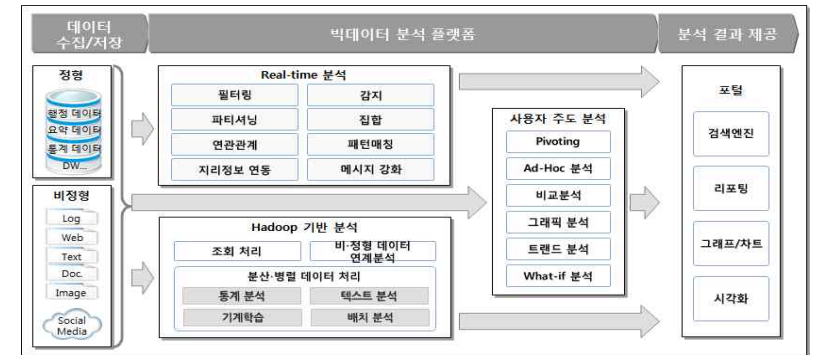 데이터
수집/저장
빅데이터 분석 플랫폼
분석 결과 제공
정형
행정 데이터
요약 데이터
통계 데이터
DW...
비정형
Log
Web
Text
Doc.
Image
Social
Media
Real-time 분석
필터링
감지
파티셔닝
집합
연관관계
패턴매칭
지리정보 연동
메시지 강화
Hadoop 기반 분석
조회 처리
비·정형 데이터
연계분석
분산·병렬 데이터 처리
통계 분석
텍스트 분석
기계학습
배치 분석
사용자 주도 분석
Pivoting
Ad-Hoc 분석
비교분석
그래픽 분석
트랜드 분석
What-if 분석
포털
검색엔진
리포팅
그래프/차트
시각화